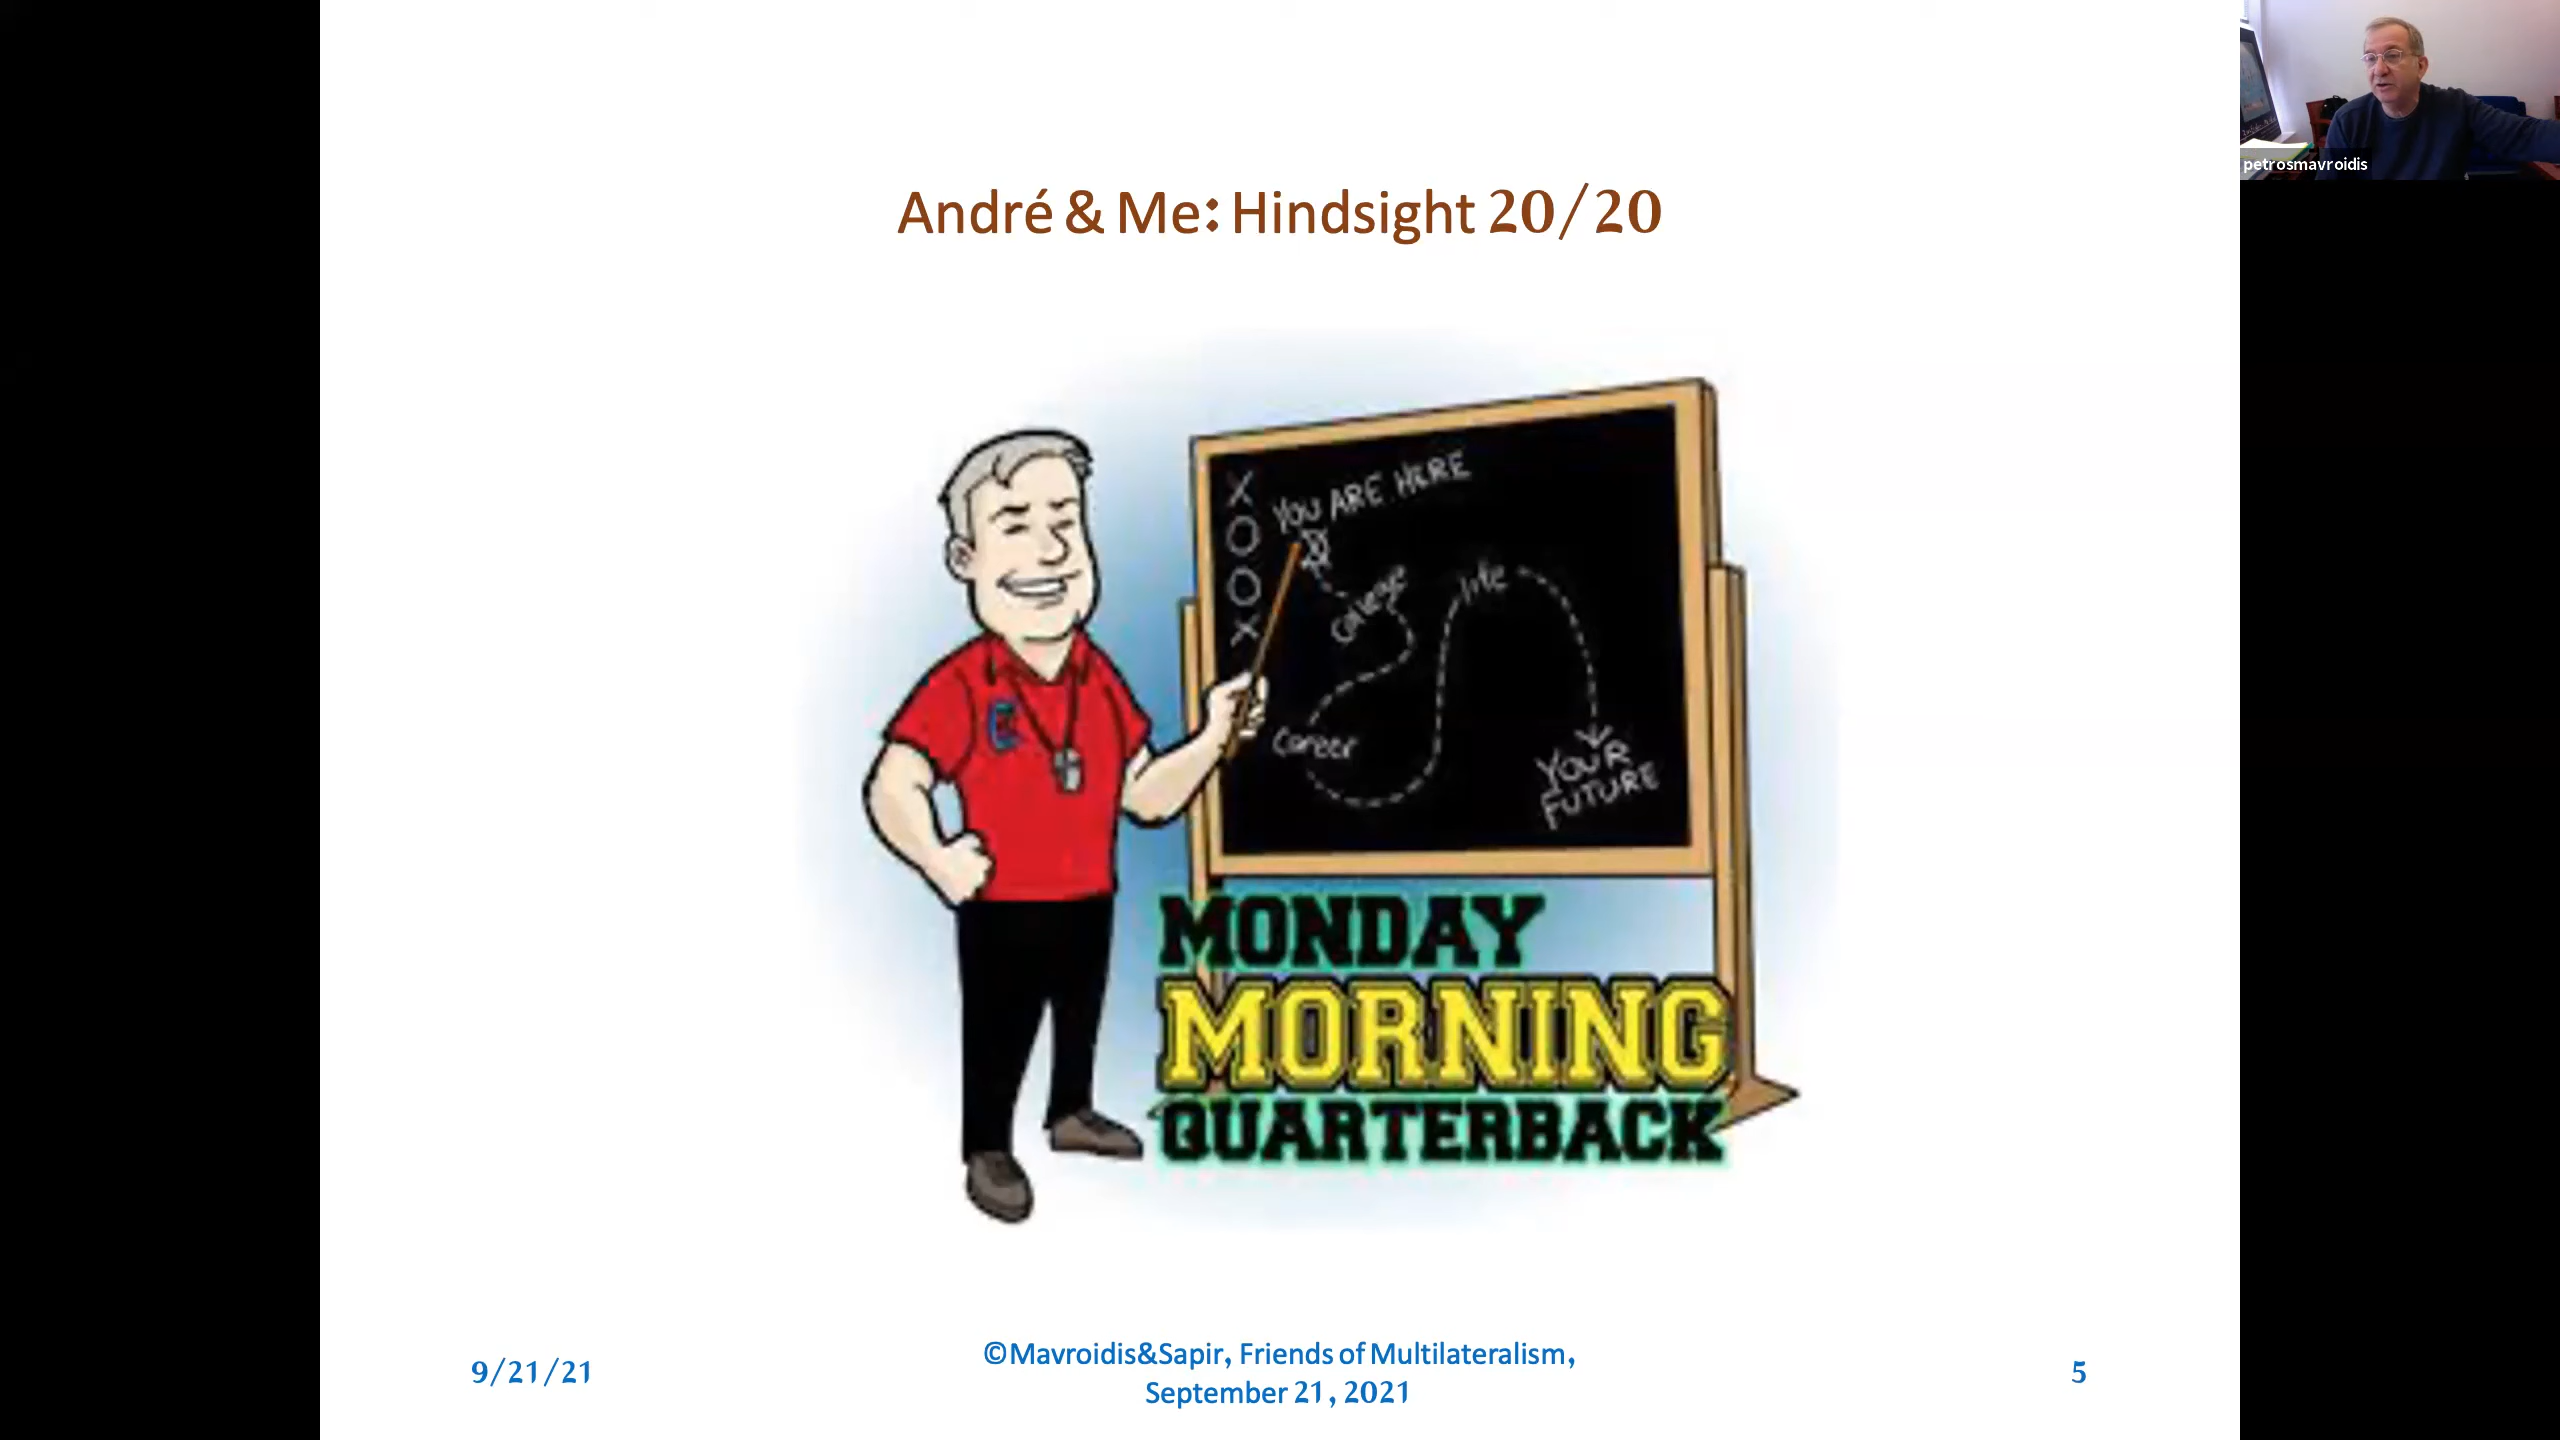 petrosmavroidis
André & Me: Hindsight 20/20
X
O
O
X
YOU ARE HERE
College
life
Career
YOUR
FUTURE
MONDAY
MORNING
QUARTERBACK
9/21/21
©Mavroidis&Sapir, Friends of Multilateralism,
September 21, 2021
5